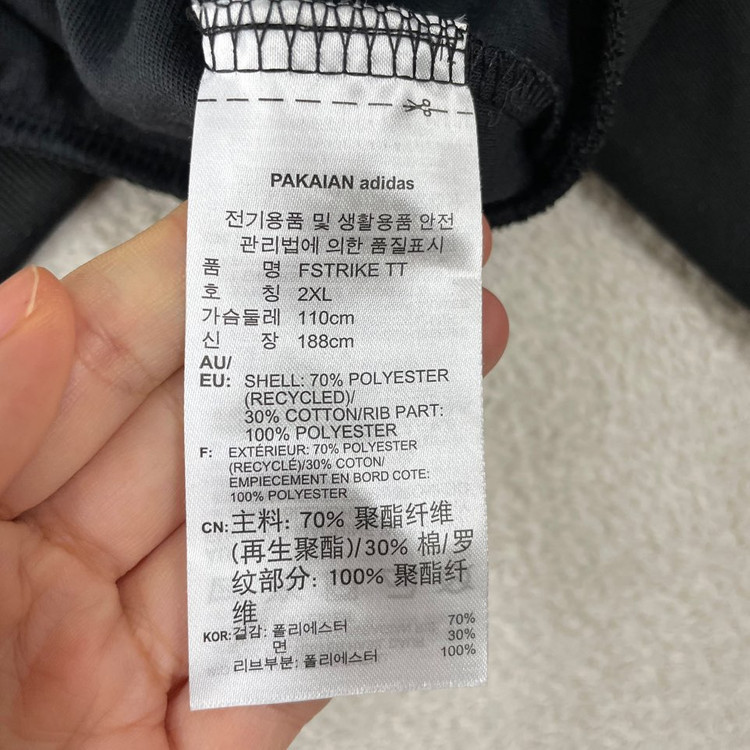 PAKAIAN adidas
전기용품 및 생활용품 안전
관리법에 의한 품질표시
품 명 FSTRIKE TT
호 칭 2XL
가슴둘레 110cm
신 장 188cm
AU/
EU: SHELL: 70% POLYESTER
(RECYCLED)/
30% COTTON/RIB PART:
100% POLYESTER
F: EXTÉRIEUR: 70% POLYESTER
(RECYCLÉ)/30% COTON/
EMPIECEMENT EN BORD COTE:
100% POLYESTER
CN: 主料: 70% 聚酯纤维
(再生聚酯)/30% 棉/罗
纹部分: 100% 聚酯纤
维
KOR: 겉감: 폴리에스터 70%
면 30%
리브부분: 폴리에스터 100%